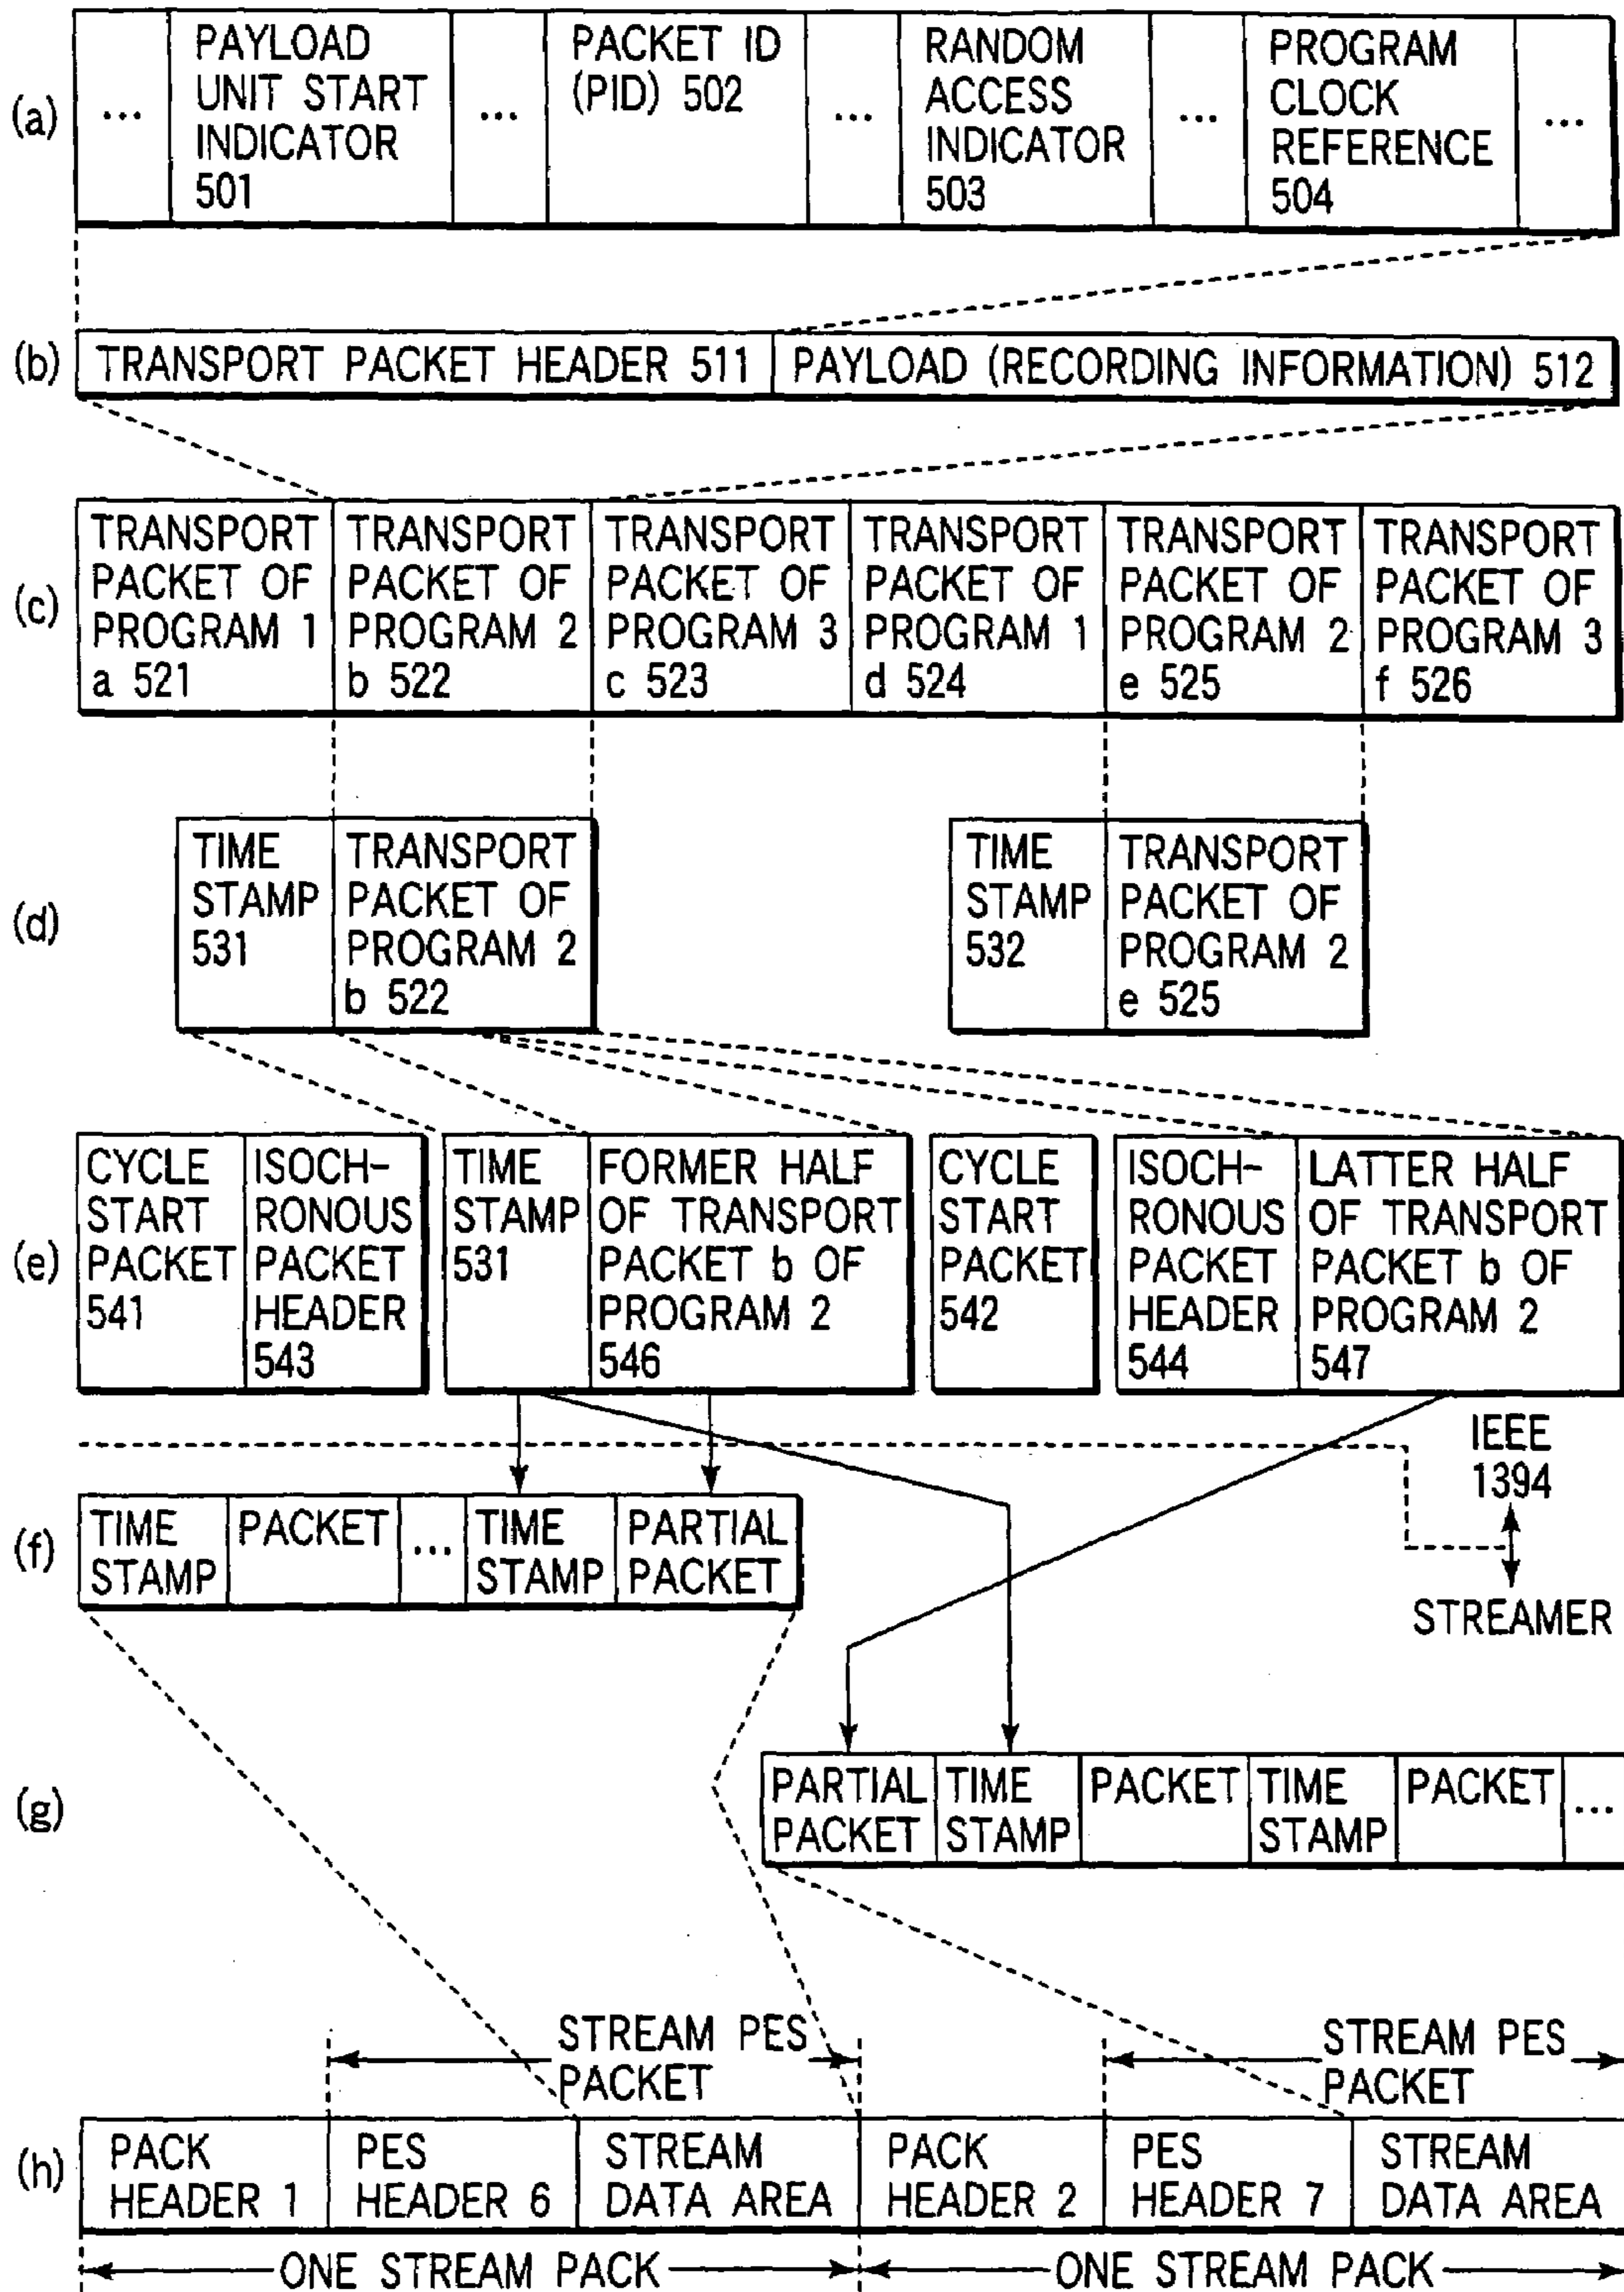 (a)
...
PAYLOAD
UNIT START
INDICATOR
501
...
PACKET ID
(PID) 502
...
RANDOM
ACCESS
INDICATOR
503
...
PROGRAM
CLOCK
REFERENCE
504
...
(b)
TRANSPORT PACKET HEADER 511
PAYLOAD (RECORDING INFORMATION) 512
(c)
TRANSPORT
PACKET OF
PROGRAM 1
a 521
TRANSPORT
PACKET OF
PROGRAM 2
b 522
TRANSPORT
PACKET OF
PROGRAM 3
c 523
TRANSPORT
PACKET OF
PROGRAM 1
d 524
TRANSPORT
PACKET OF
PROGRAM 2
e 525
TRANSPORT
PACKET OF
PROGRAM 3
f 526
(d)
TIME
STAMP
531
TRANSPORT
PACKET OF
PROGRAM 2
b 522
TIME
STAMP
532
TRANSPORT
PACKET OF
PROGRAM 2
e 525
(e)
CYCLE
START
PACKET
541
ISOCH-
RONOUS
PACKET
HEADER
543
TIME
STAMP
531
FORMER HALF
OF TRANSPORT
PACKET b OF
PROGRAM 2
546
CYCLE
START
PACKET
542
ISOCH-
RONOUS
PACKET
HEADER
544
LATTER HALF
OF TRANSPORT
PACKET b OF
PROGRAM 2
547
IEEE
1394
STREAMER
(f)
TIME
STAMP
PACKET
...
TIME
STAMP
PARTIAL
PACKET
(g)
PARTIAL
PACKET
TIME
STAMP
PACKET
TIME
STAMP
PACKET
...
STREAM PES
PACKET
STREAM PES
PACKET
(h)
PACK
HEADER 1
PES
HEADER 6
STREAM
DATA AREA
PACK
HEADER 2
PES
HEADER 7
STREAM
DATA AREA
ONE STREAM PACK
ONE STREAM PACK